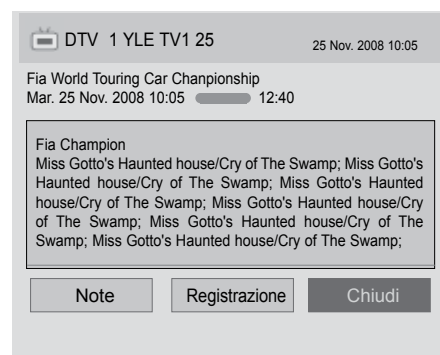 DTV 1 YLE TV1 25 25 Nov. 2008 10:05
Fia World Touring Car Chanpionship
Mar. 25 Nov. 2008 10:05 12:40
Fia Champion
Miss Gotto's Haunted house/Cry of The Swamp; Miss Gotto's
Haunted house/Cry of The Swamp; Miss Gotto's Haunted
house/Cry of The Swamp; Miss Gotto's Haunted house/Cry
of The Swamp; Miss Gotto's Haunted house/Cry of The
Swamp; Miss Gotto's Haunted house/Cry of The Swamp;
Note Registrazione Chiudi